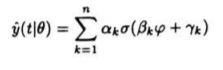 ŷ(t|θ) = ∑_{k=1}^{n} α_k σ(β_k φ + γ_k)